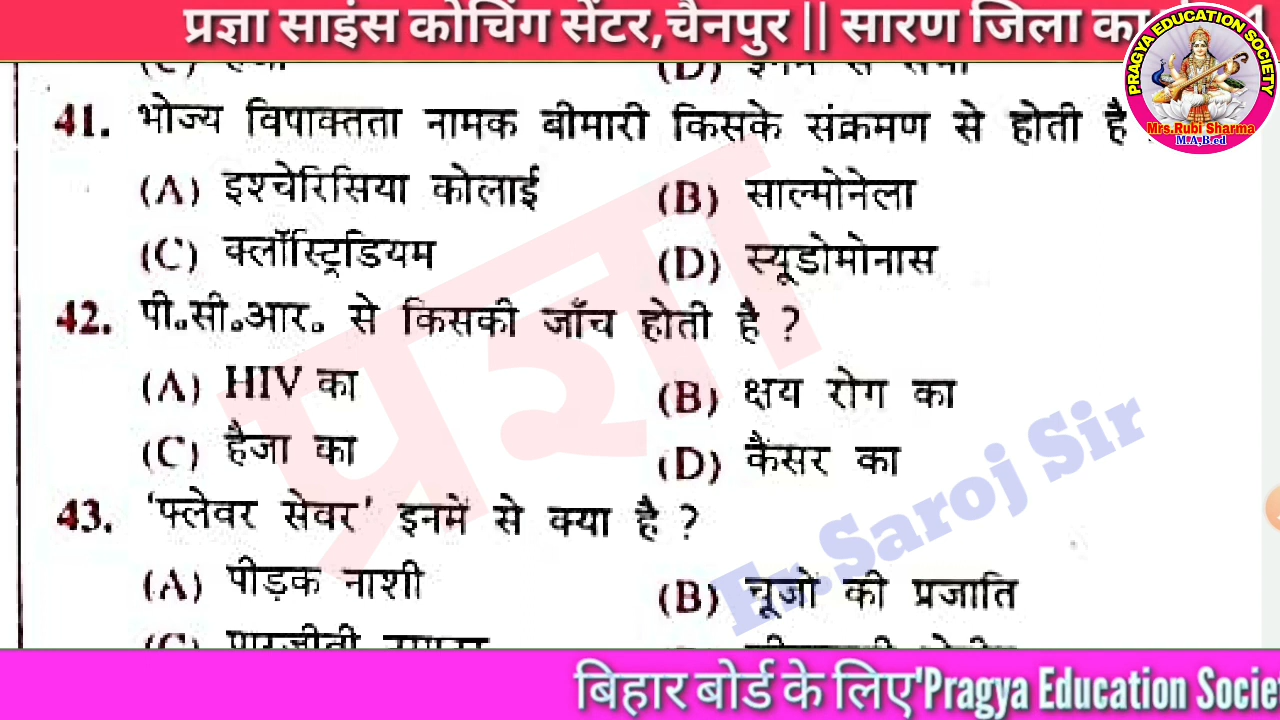 प्रज्ञा साइंस कोचिंग सेंटर,चैनपुर || सारण जिला का
PRAGYA EDUCATION SOCIETY
Mrs.Rubi Sharma
M.A,B.ed
41. भोज्य विपाक्तता नामक बीमारी किसके संक्रमण से होती है
(A) इश्चेरिसिया कोलाई (B) साल्मोनेला
(C) क्लॉस्ट्रिडियम (D) स्यूडोमोनास
42. पी॰सी॰आर॰ से किसकी जाँच होती है ?
(A) HIV का (B) क्षय रोग का
(C) हैजा का (D) कैंसर का
43. 'फ्लेवर सेवर' इनमें से क्या है ?
(A) पीड़क नाशी (B) चूजों की प्रजाति
प्रज्ञा
Er.Saroj Sir
बिहार बोर्ड के लिए'Pragya Education Socie